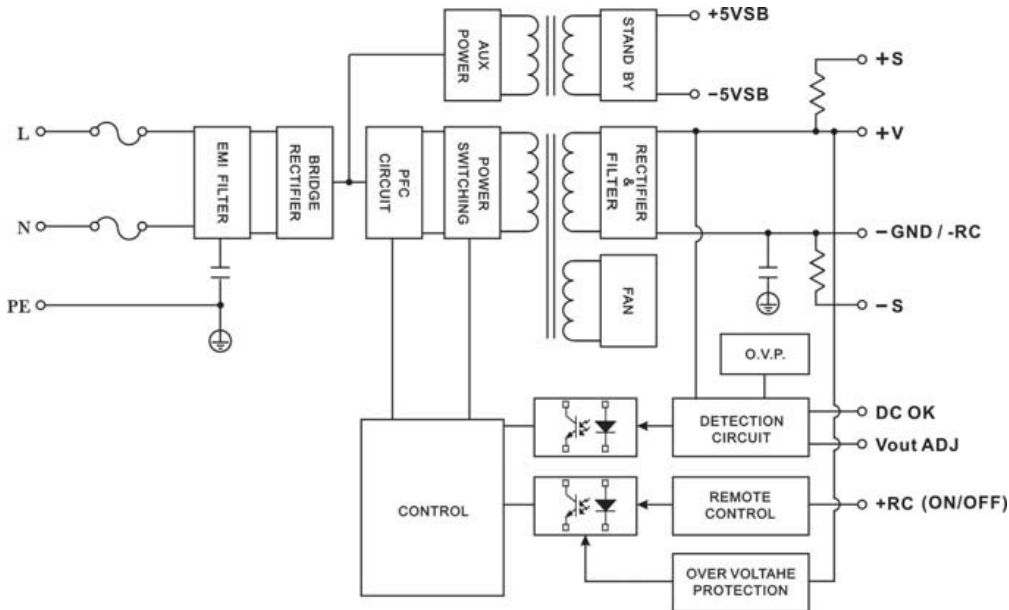 AUX
POWER
STAND BY
+5VSB
−5VSB
+S
L
EMI FILTER
BRIDGE
RECTIFIER
PFC
CIRCUIT
POWER
SWITCHING
RECTIFIER
&
FILTER
+V
N
−GND / -RC
PE
FAN
−S
O.V.P.
DETECTION
CIRCUIT
DC OK
Vout ADJ
CONTROL
REMOTE
CONTROL
+RC (ON/OFF)
OVER VOLTAHE
PROTECTION